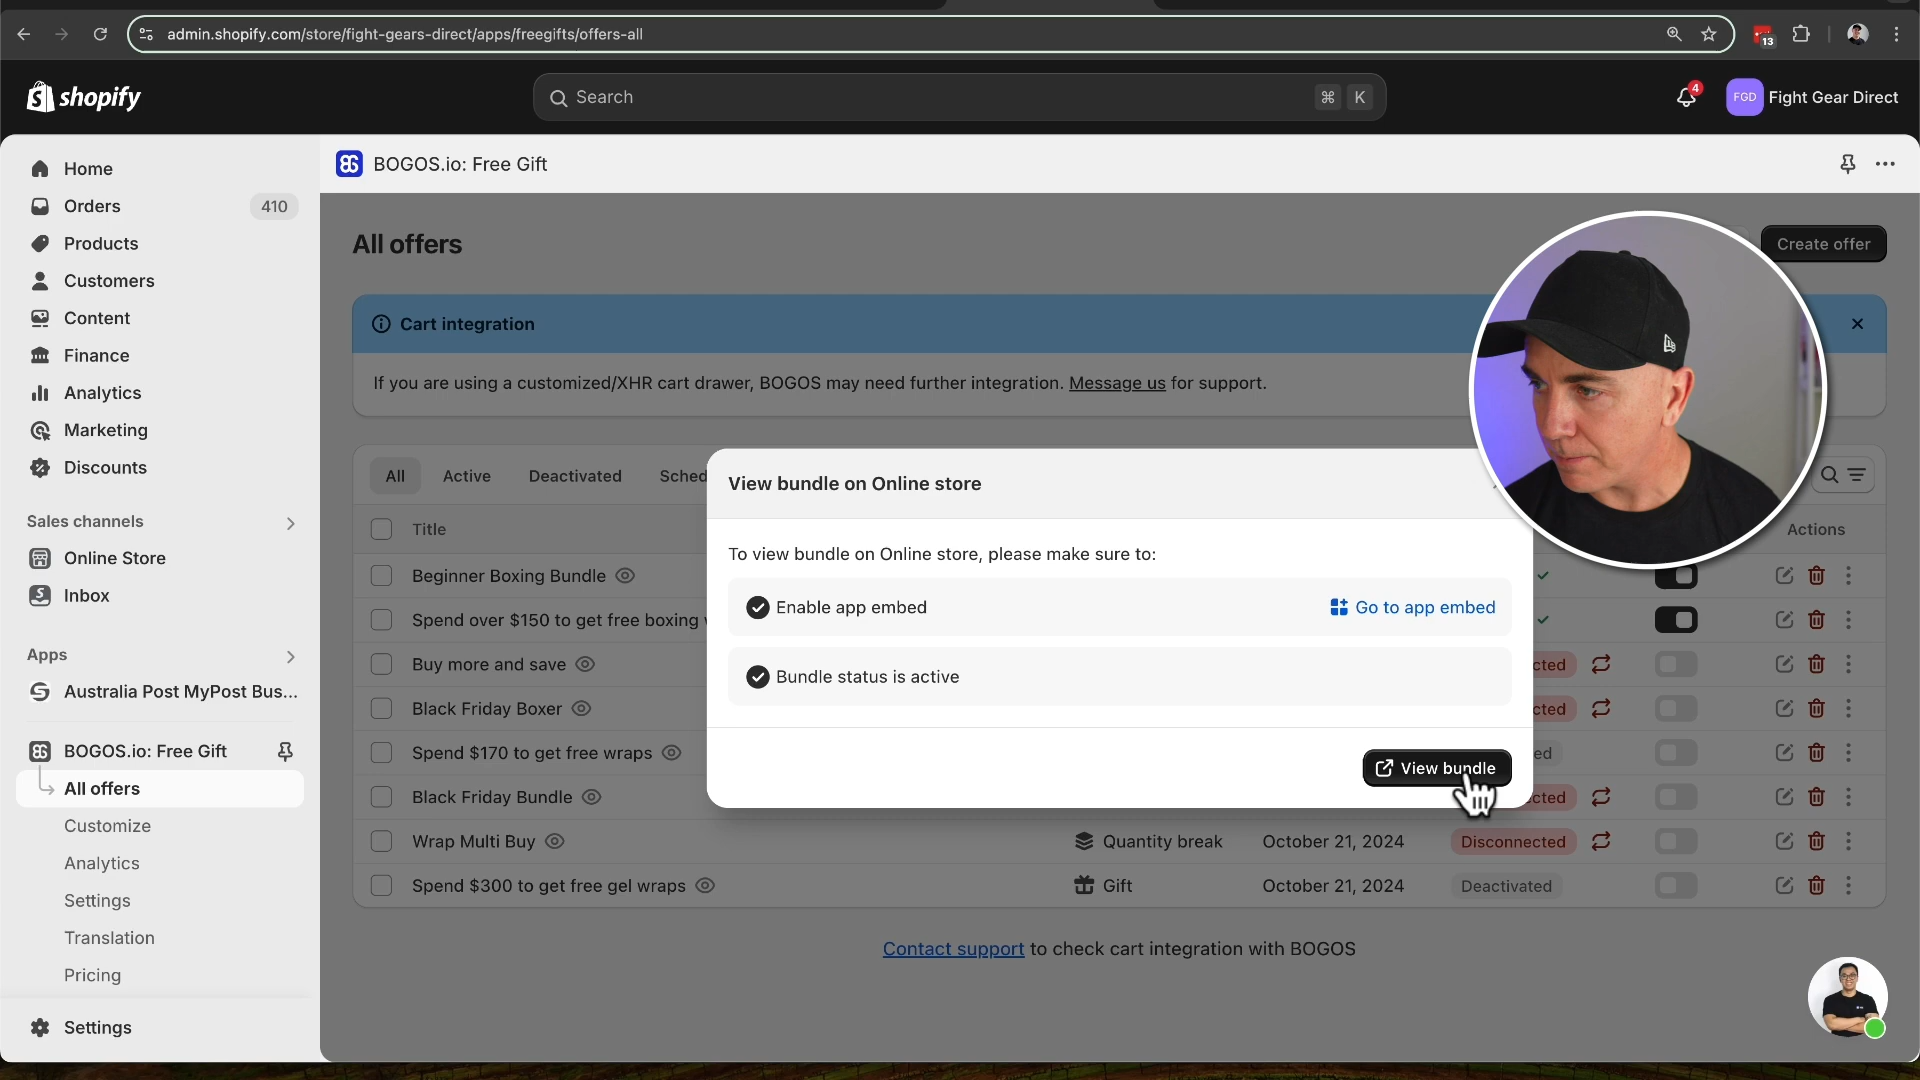 admin.shopify.com/store/fight-gears-direct/apps/freegifts/offers-all
13
shopify
Search
⌘ K
4
FGD
Fight Gear Direct
Home
Orders
410
Products
Customers
Content
Finance
Analytics
Marketing
Discounts
Sales channels
Online Store
Inbox
Apps
Australia Post MyPost Bus...
BOGOS.io: Free Gift
All offers
Customize
Analytics
Settings
Translation
Pricing
Settings
BOGOS.io: Free Gift
All offers
Create offer
Cart integration
If you are using a customized/XHR cart drawer, BOGOS may need further integration. Message us for support.
All Active Deactivated Sched
Title
Actions
Beginner Boxing Bundle
Spend over $150 to get free boxing
Buy more and save
cted
Black Friday Boxer
cted
Spend $170 to get free wraps
ed
Black Friday Bundle
cted
Wrap Multi Buy
Quantity break
October 21, 2024
Disconnected
Spend $300 to get free gel wraps
Gift
October 21, 2024
Deactivated
View bundle on Online store
To view bundle on Online store, please make sure to:
Enable app embed
Go to app embed
Bundle status is active
View bundle
Contact support to check cart integration with BOGOS